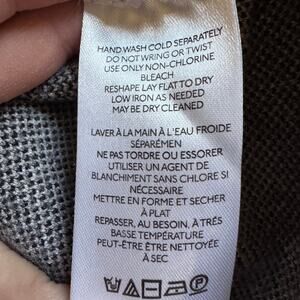 HAND WASH COLD SEPARATELY
DO NOT WRING OR TWIST
USE ONLY NON-CHLORINE
BLEACH
RESHAPE LAY FLAT TO DRY
LOW IRON AS NEEDED
MAY BE DRY CLEANED
LAVER À LA MAIN À L'EAU FROIDE
SÉPARÉMEN
NE PAS TORDRE OU ESSORER
UTILISER UN AGENT DE
BLANCHIMENT SANS CHLORE SI
NÉCESSAIRE
METTRE EN FORME ET SECHER
À PLAT
REPASSER, AU BESOIN, À TRÉS
BASSE TEMPÉRATURE
PEUT-ÊTRE ÊTRE NETTOYÉE
À SEC